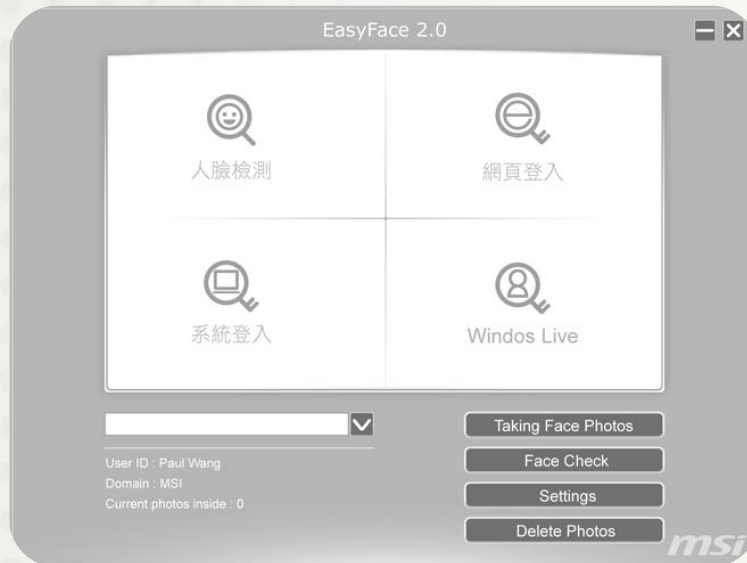 EasyFace 2.0
人臉檢測
網頁登入
系統登入
Windos Live
User ID : Paul Wang
Domain : MSI
Current photos inside : 0
Taking Face Photos
Face Check
Settings
Delete Photos
msi